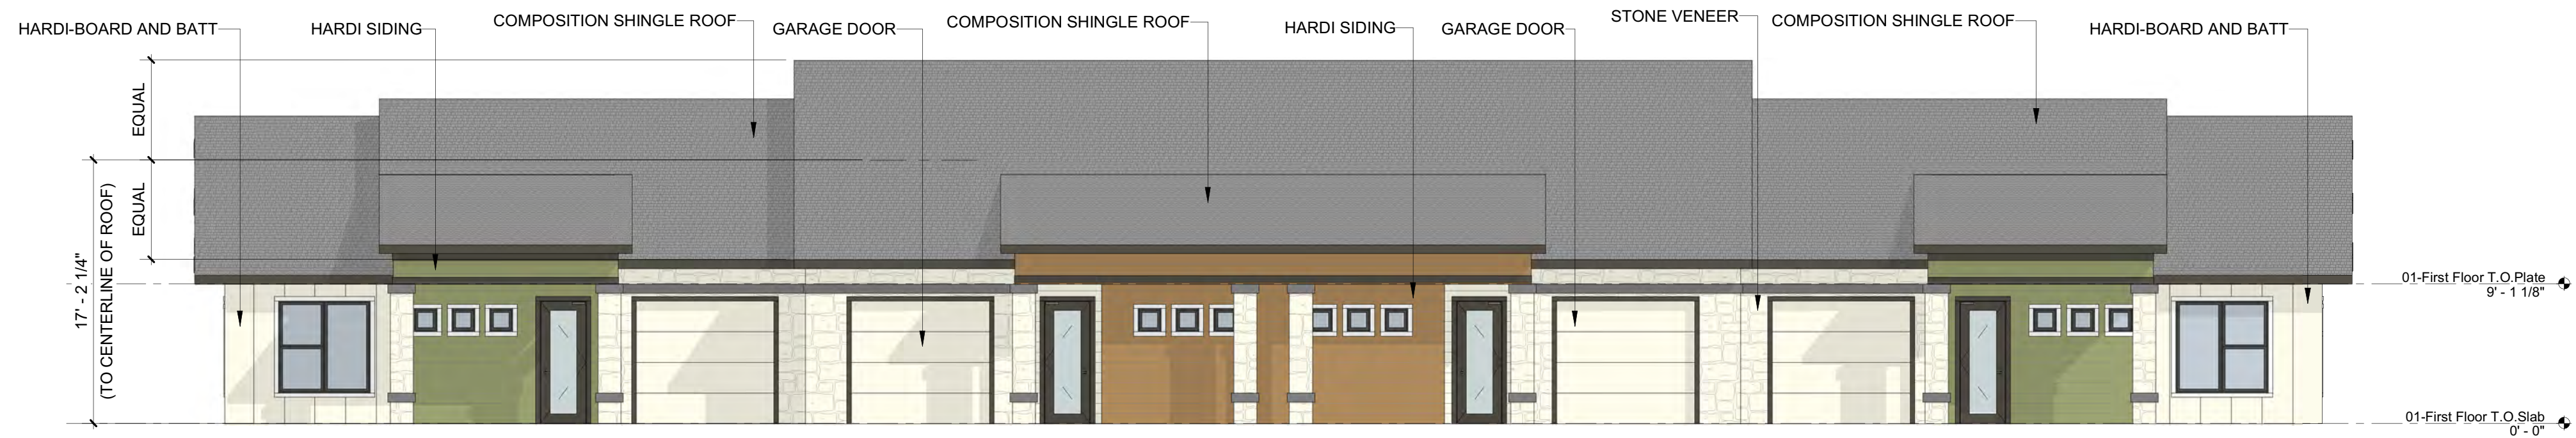 HARDI-BOARD AND BATT
HARDI SIDING
COMPOSITION SHINGLE ROOF
GARAGE DOOR
COMPOSITION SHINGLE ROOF
HARDI SIDING
GARAGE DOOR
STONE VENEER
COMPOSITION SHINGLE ROOF
HARDI-BOARD AND BATT
EQUAL
EQUAL
17' - 2 1/4"
(TO CENTERLINE OF ROOF)
01-First Floor T.O.Plate
9' - 1 1/8"
01-First Floor T.O.Slab
0' - 0"